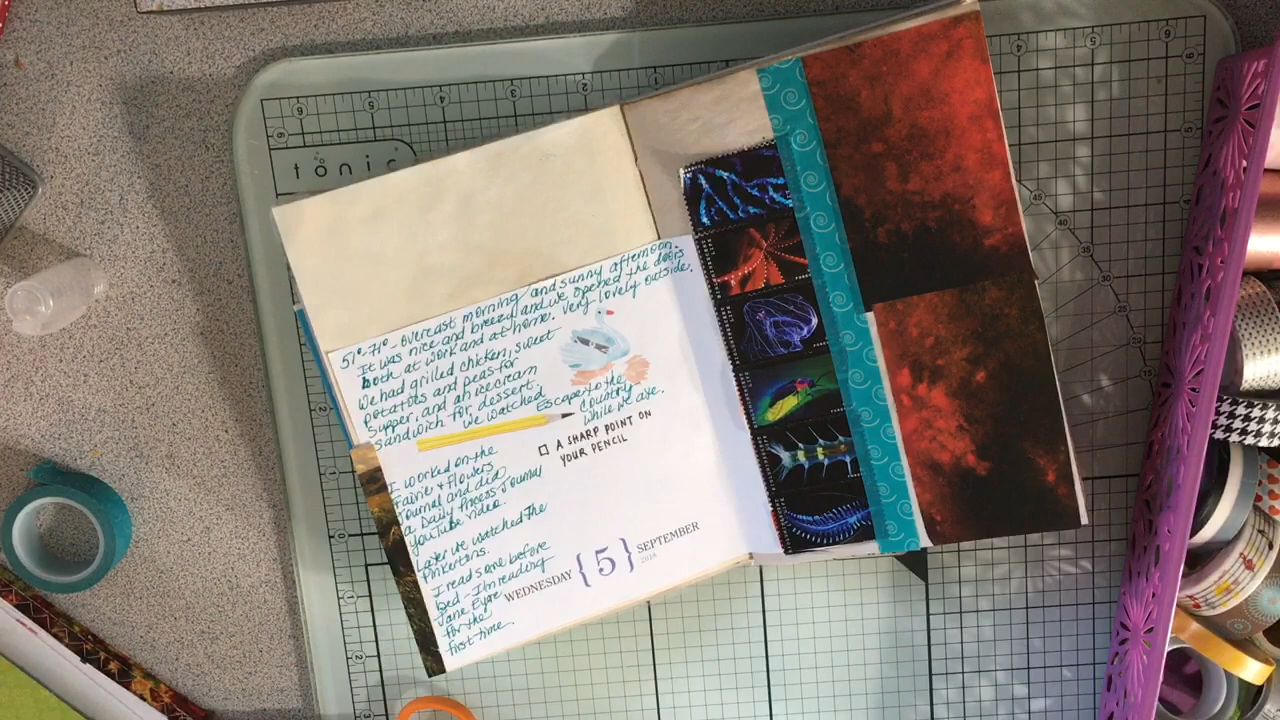 tonic
51°-71° - overcast morning and sunny afternoon.
It was nice and breezy and we opened the doors
both at work and at home. Very lovely outside.
We had grilled chicken, sweet
potatoes and peas for
supper, and an icecream
sandwich for dessert.
We watched Escape to the
Country
while we ate.
A SHARP POINT ON
YOUR PENCIL
I worked on the
Fairie & Flowers
Journal and did
a Daily Process Journal
YouTube video.
Later we watched The
Pinkertons.
I read some before
bed - I'm reading
Jane Eyre
for the
first time.
WEDNESDAY {5} SEPTEMBER
2018